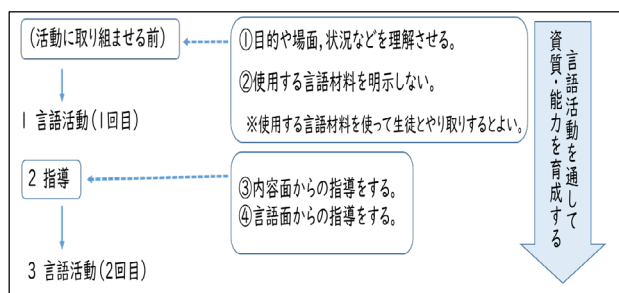 (活動に取り組ませる前)
①目的や場面,状況などを理解させる。
②使用する言語材料を明示しない。
※使用する言語材料を使って生徒とやり取りするとよい。
1 言語活動(1回目)
2 指導
③内容面からの指導をする。
④言語面からの指導をする。
3 言語活動(2回目)
言語活動を通して
資質・能力を育成する